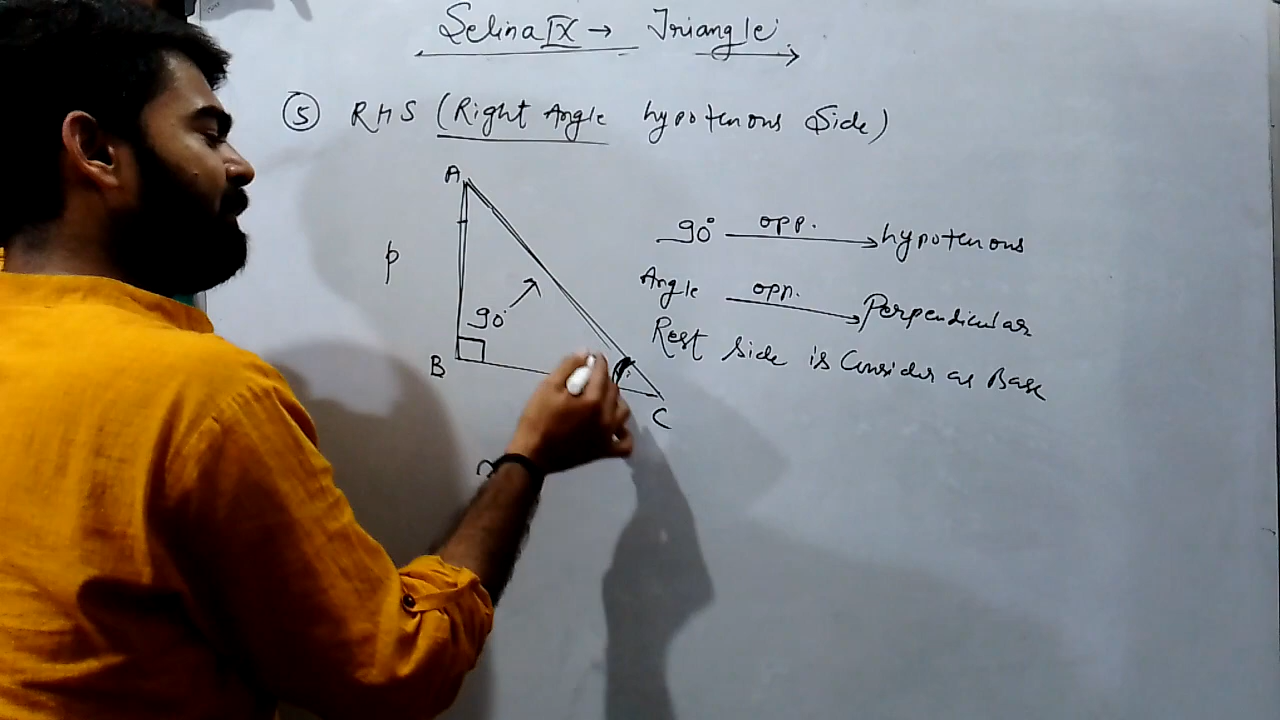 Selina IX → Triangle
⑤ RHS (Right Angle hypotenous Side)
A
p
90°
B
C
90° opp. → hypotenous
Angle opp. → Perpendicular
Rest Side is Consider as Base